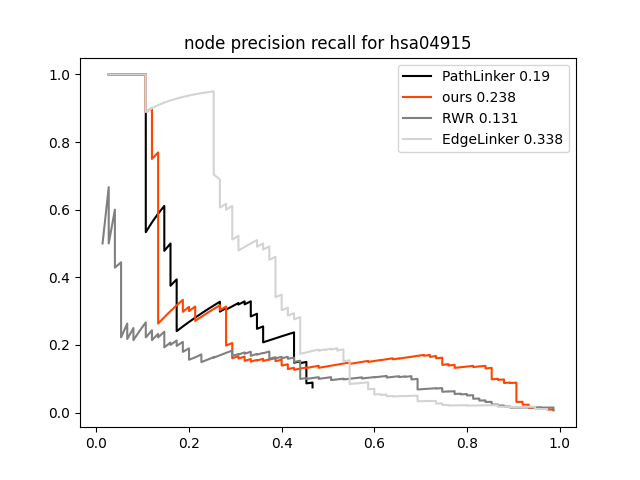 node precision recall for hsa04915
PathLinker 0.19
ours 0.238
RWR 0.131
EdgeLinker 0.338
1.0
0.8
0.6
0.4
0.2
0.0
0.0 0.2 0.4 0.6 0.8 1.0